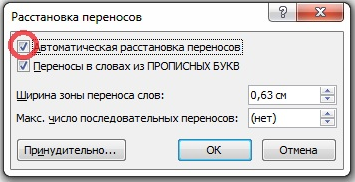 Расстановка переносов
Автоматическая расстановка переносов
Переносы в словах из ПРОПИСНЫХ БУКВ
Ширина зоны переноса слов: 0,63 см
Макс. число последовательных переносов: (нет)
Принудительно... ОК Отмена